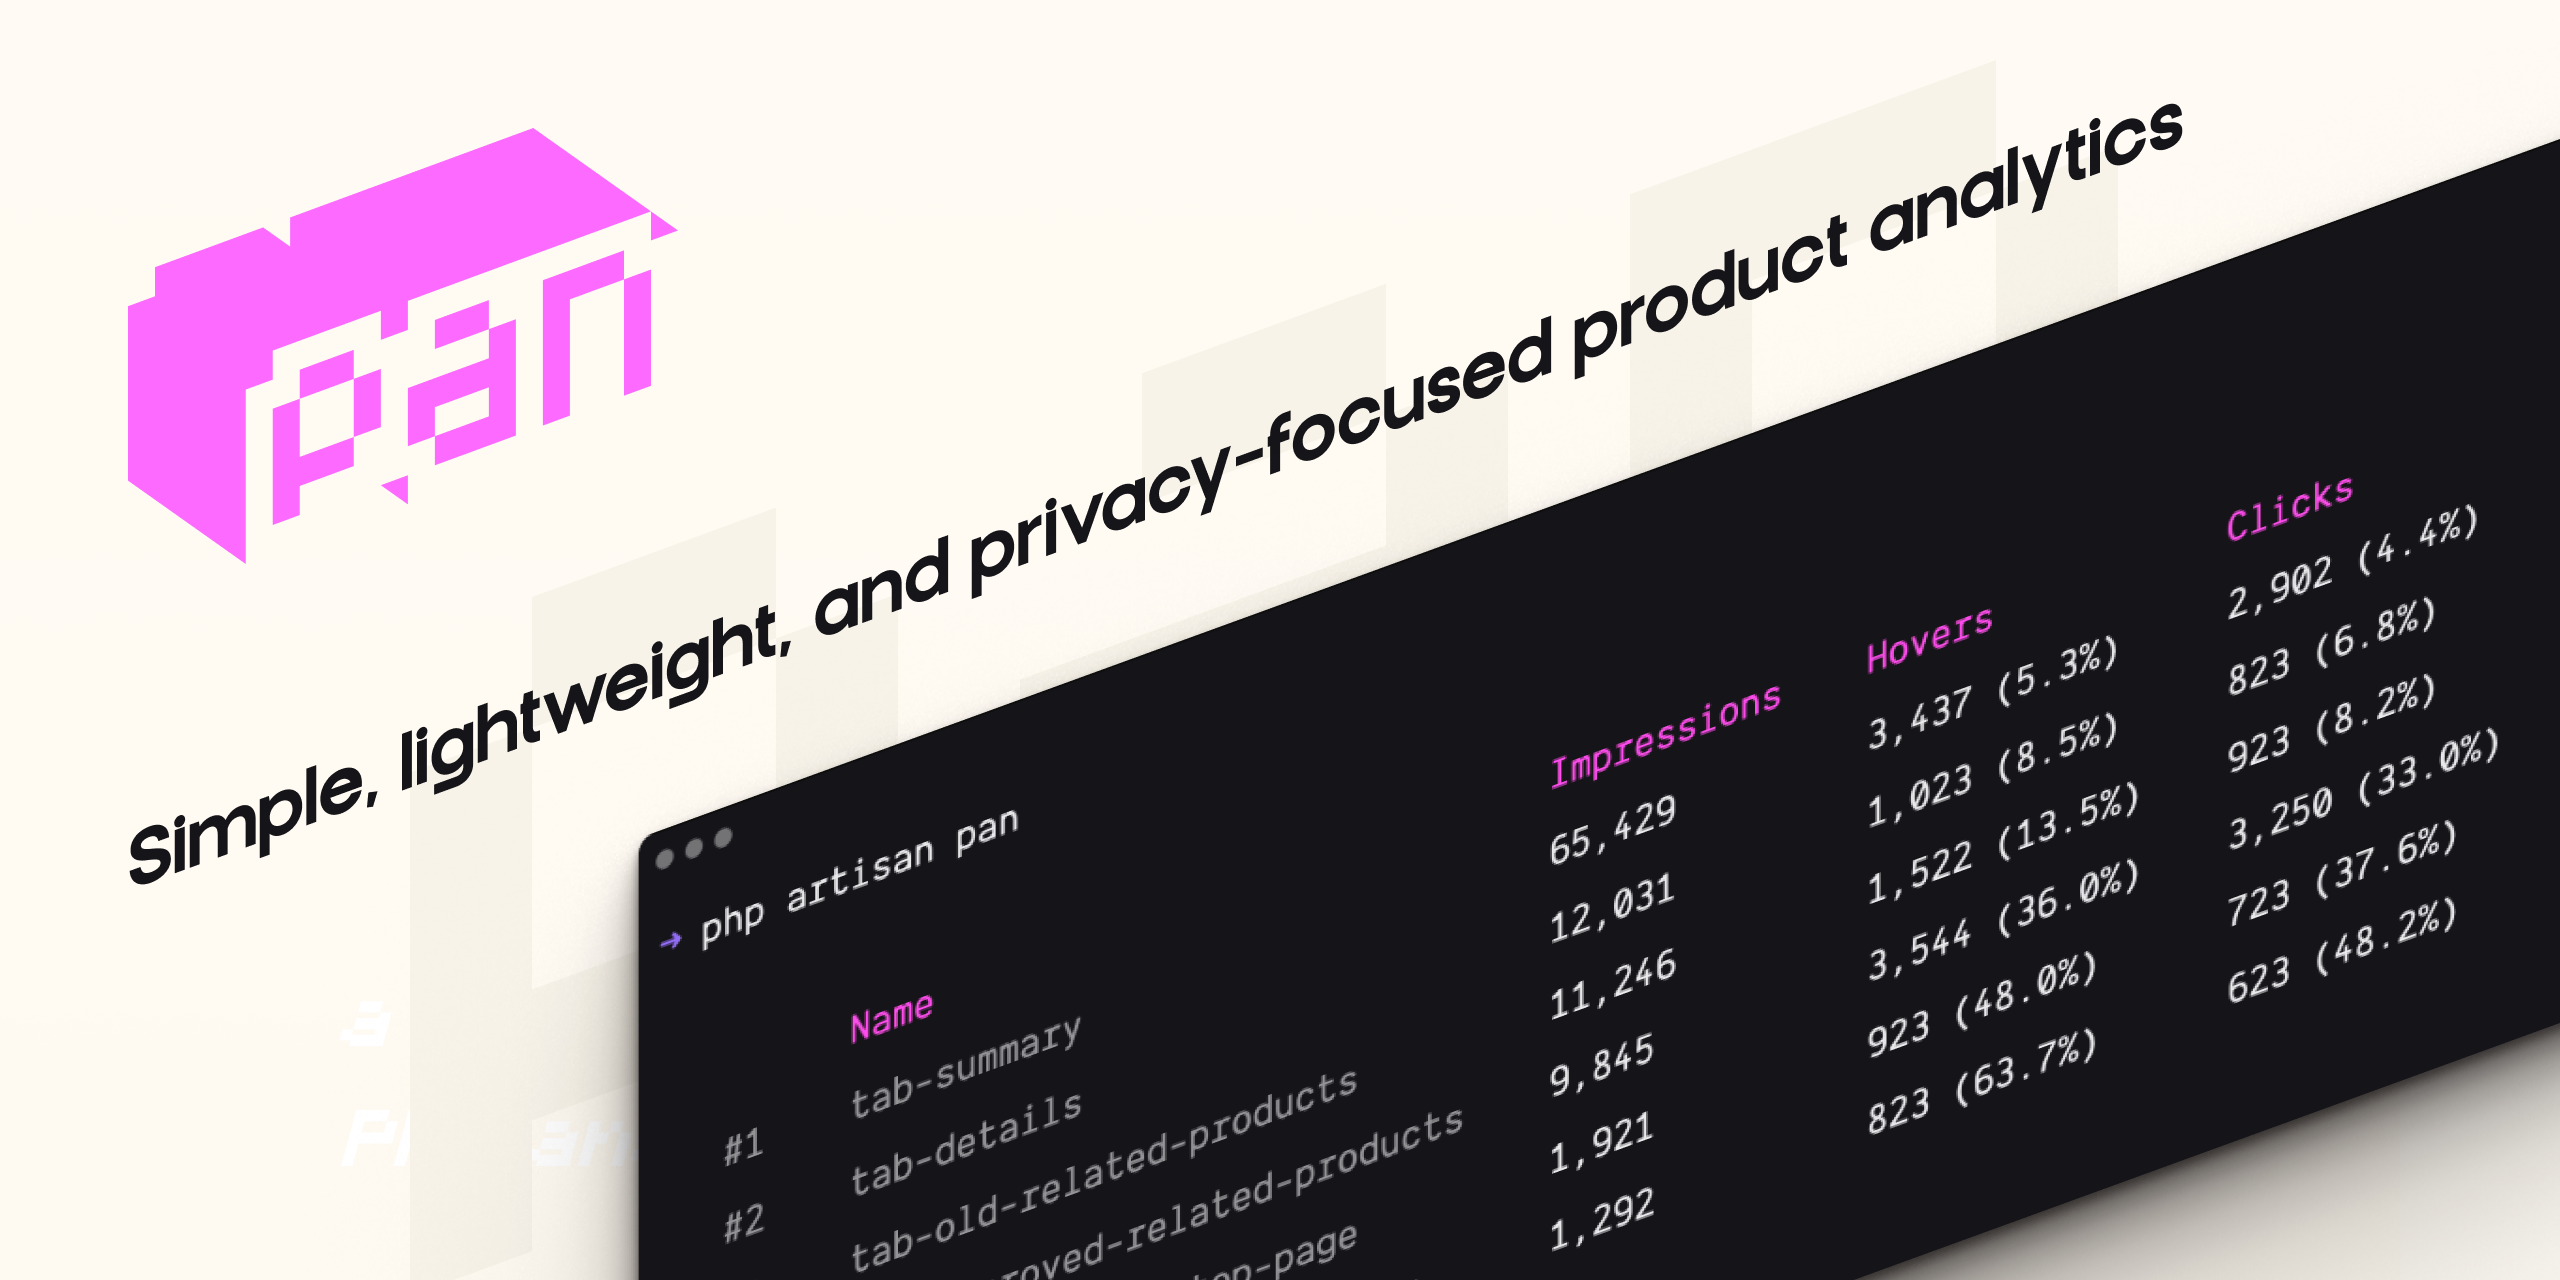 pan
Simple, lightweight, and privacy-focused product analytics
→ php artisan pan
Name Impressions Hovers Clicks
#1 tab-summary 65,429 3,437 (5.3%) 2,902 (4.4%)
#2 tab-details 12,031 1,023 (8.5%) 823 (6.8%)
tab-old-related-products 11,246 1,522 (13.5%) 923 (8.2%)
roved-related-products 9,845 3,544 (36.0%) 3,250 (33.0%)
-page 1,921 923 (48.0%) 723 (37.6%)
1,292 823 (63.7%) 623 (48.2%)